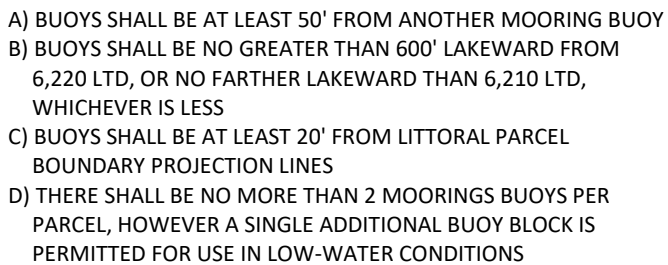 A) BUOYS SHALL BE AT LEAST 50' FROM ANOTHER MOORING BUOY
B) BUOYS SHALL BE NO GREATER THAN 600' LAKEWARD FROM
6,220 LTD, OR NO FARTHER LAKEWARD THAN 6,210 LTD,
WHICHEVER IS LESS
C) BUOYS SHALL BE AT LEAST 20' FROM LITTORAL PARCEL
BOUNDARY PROJECTION LINES
D) THERE SHALL BE NO MORE THAN 2 MOORINGS BUOYS PER
PARCEL, HOWEVER A SINGLE ADDITIONAL BUOY BLOCK IS
PERMITTED FOR USE IN LOW-WATER CONDITIONS